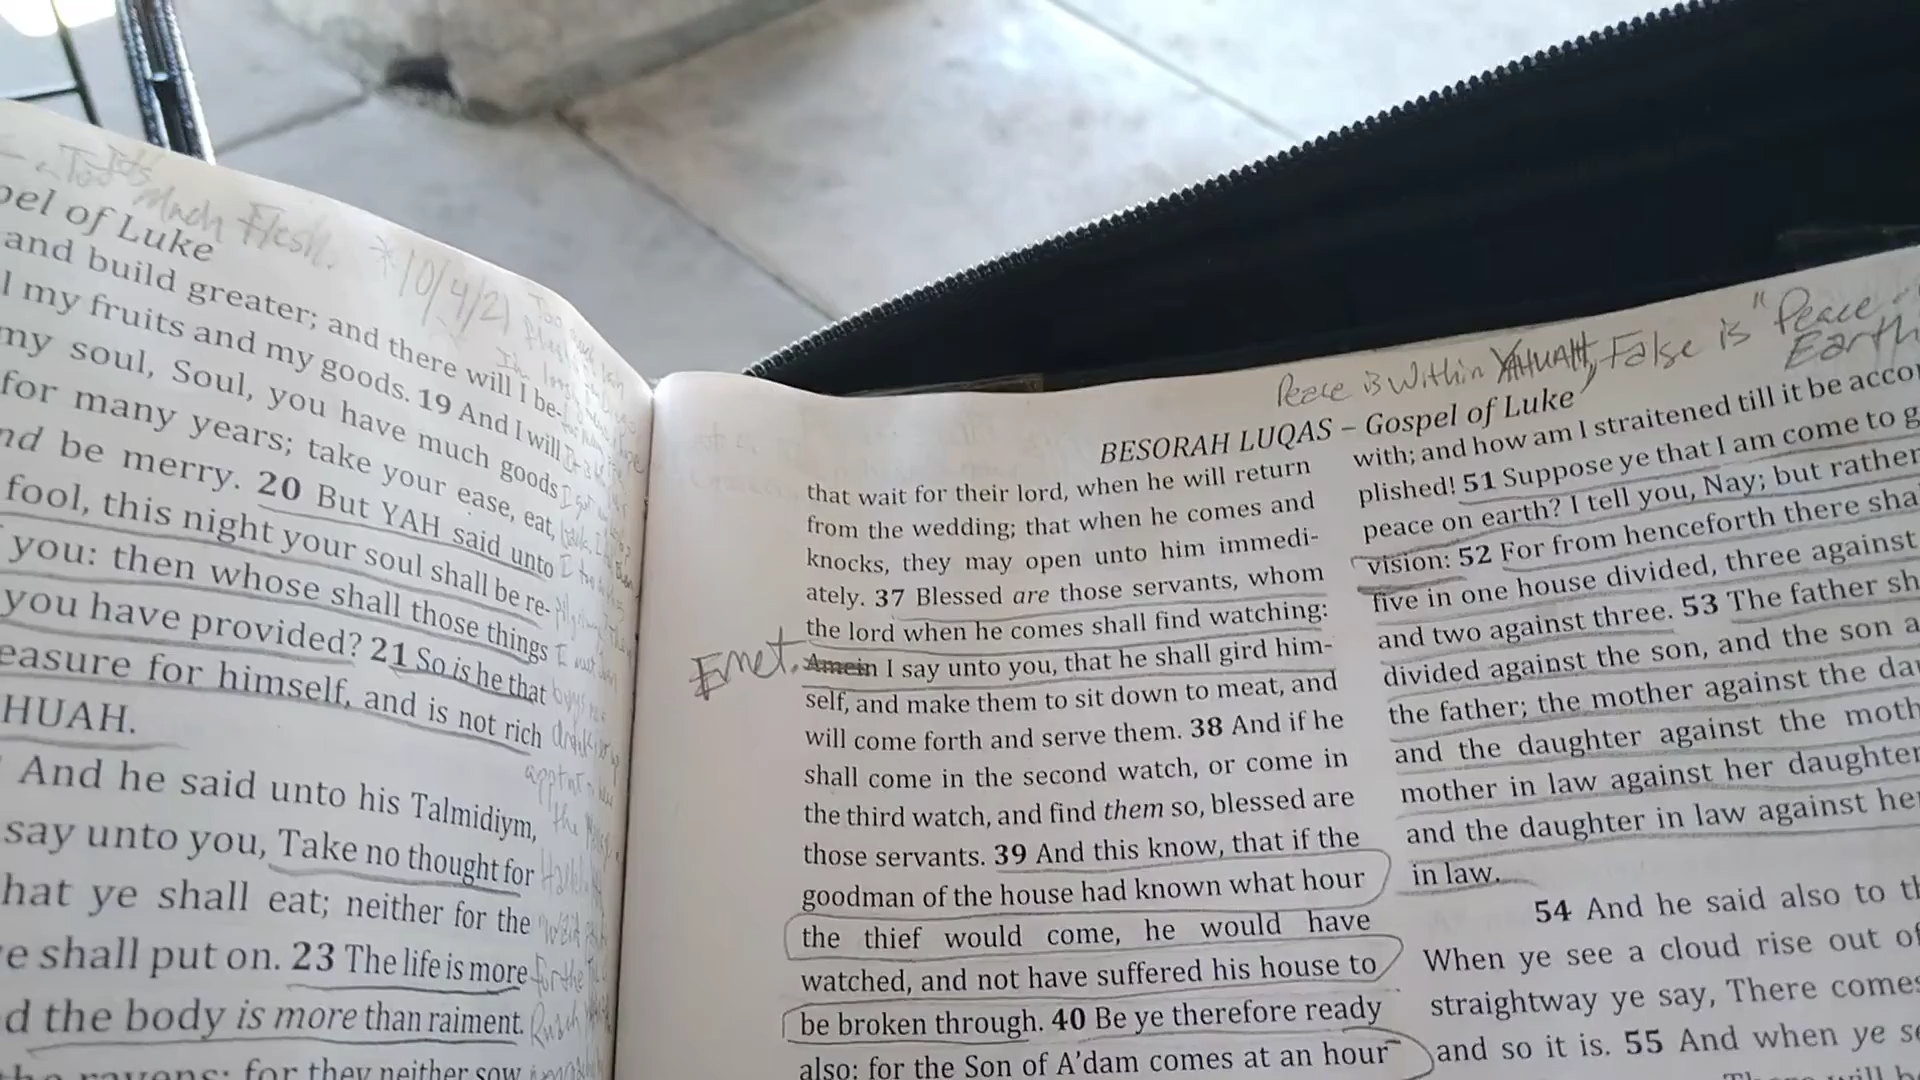 Much Flesh.
*10/4/21
pel of Luke
and build greater; and there will I be-
l my fruits and my goods. 19 And I will
my soul, Soul, you have much goods
for many years; take your ease, eat,
nd be merry. 20 But YAH said unto
fool, this night your soul shall be re-
you: then whose shall those things
you have provided? 21 So is he that
easure for himself, and is not rich
HUAH.
And he said unto his Talmidiym,
say unto you, Take no thought for
hat ye shall eat; neither for the
e shall put on. 23 The life is more
d the body is more than raiment.
the ravens: for they neither sow
Peace is Within YAHUAH, False is "Peace
Earth
BESORAH LUQAS – Gospel of Luke
that wait for their lord, when he will return
from the wedding; that when he comes and
knocks, they may open unto him immedi-
ately. 37 Blessed are those servants, whom
the lord when he comes shall find watching:
Emet. Amein I say unto you, that he shall gird him-
self, and make them to sit down to meat, and
will come forth and serve them. 38 And if he
shall come in the second watch, or come in
the third watch, and find them so, blessed are
those servants. 39 And this know, that if the
goodman of the house had known what hour
the thief would come, he would have
watched, and not have suffered his house to
be broken through. 40 Be ye therefore ready
also: for the Son of A'dam comes at an hour
with; and how am I straitened till it be accom
plished! 51 Suppose ye that I am come to g
peace on earth? I tell you, Nay; but rather
vision: 52 For from henceforth there sha
five in one house divided, three against
and two against three. 53 The father sh
divided against the son, and the son a
the father; the mother against the dau
and the daughter against the moth
mother in law against her daughter
and the daughter in law against her
in law.
54 And he said also to th
When ye see a cloud rise out of
straightway ye say, There comes
and so it is. 55 And when ye se